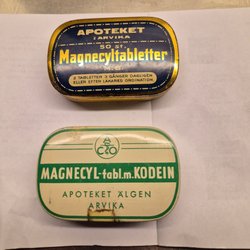 APOTEKET
I ARVIKA
50 st.
Magnecyltabletter
2 TABLETTER 3 GÅNGER DAGLIGEN
ELLER EFTER LÄKARES ORDINATION.
ACO
MAGNECYL-tabl.m.KODEIN
APOTEKET ÄLGEN
ARVIKA